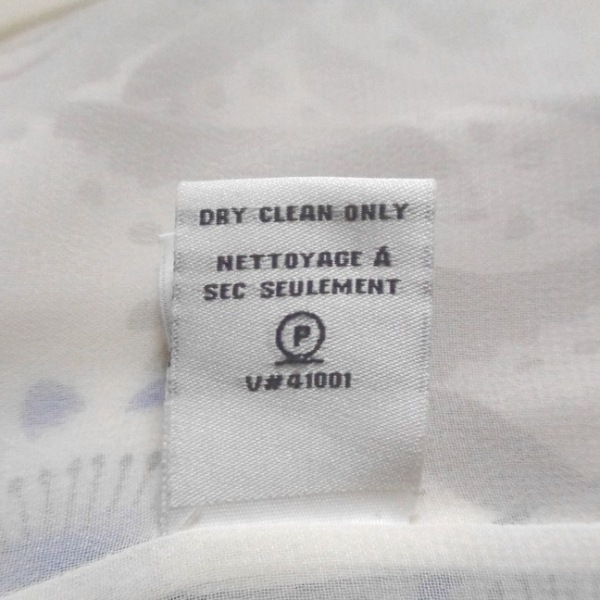 DRY CLEAN ONLY
NETTOYAGE Á
SEC SEULEMENT
P
V#41001